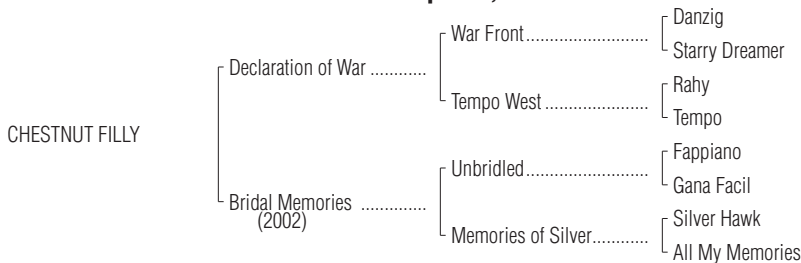 Danzig
War Front..........................
Starry Dreamer
Declaration of War ............
Rahy
Tempo West ......................
Tempo
CHESTNUT FILLY
Fappiano
Unbridled..........................
Gana Facil
Bridal Memories ..............
(2002)
Silver Hawk
Memories of Silver............
All My Memories